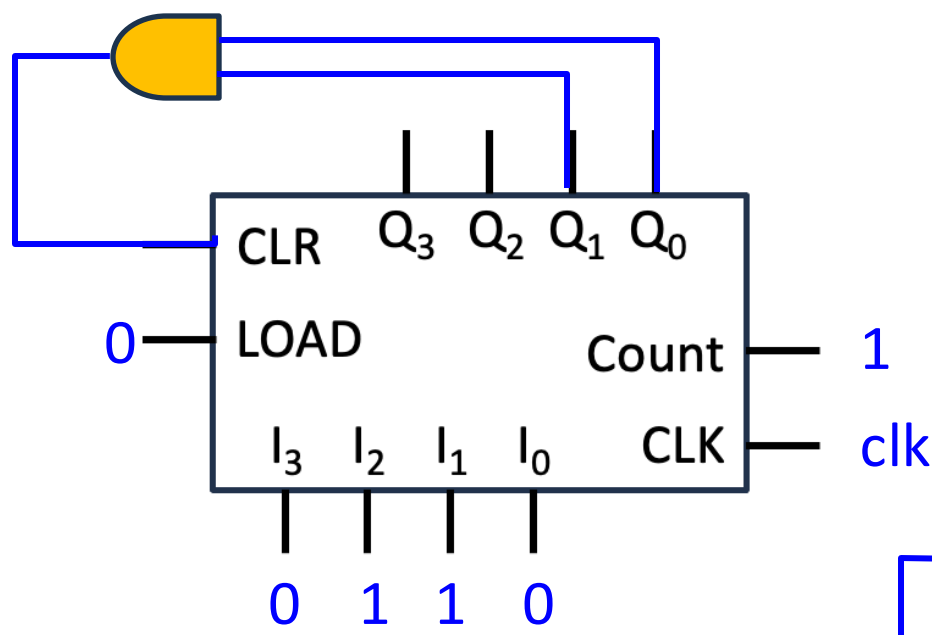 Q₃ Q₂ Q₁ Q₀
CLR
0 LOAD
Count 1
I₃ I₂ I₁ I₀
CLK clk
0 1 1 0